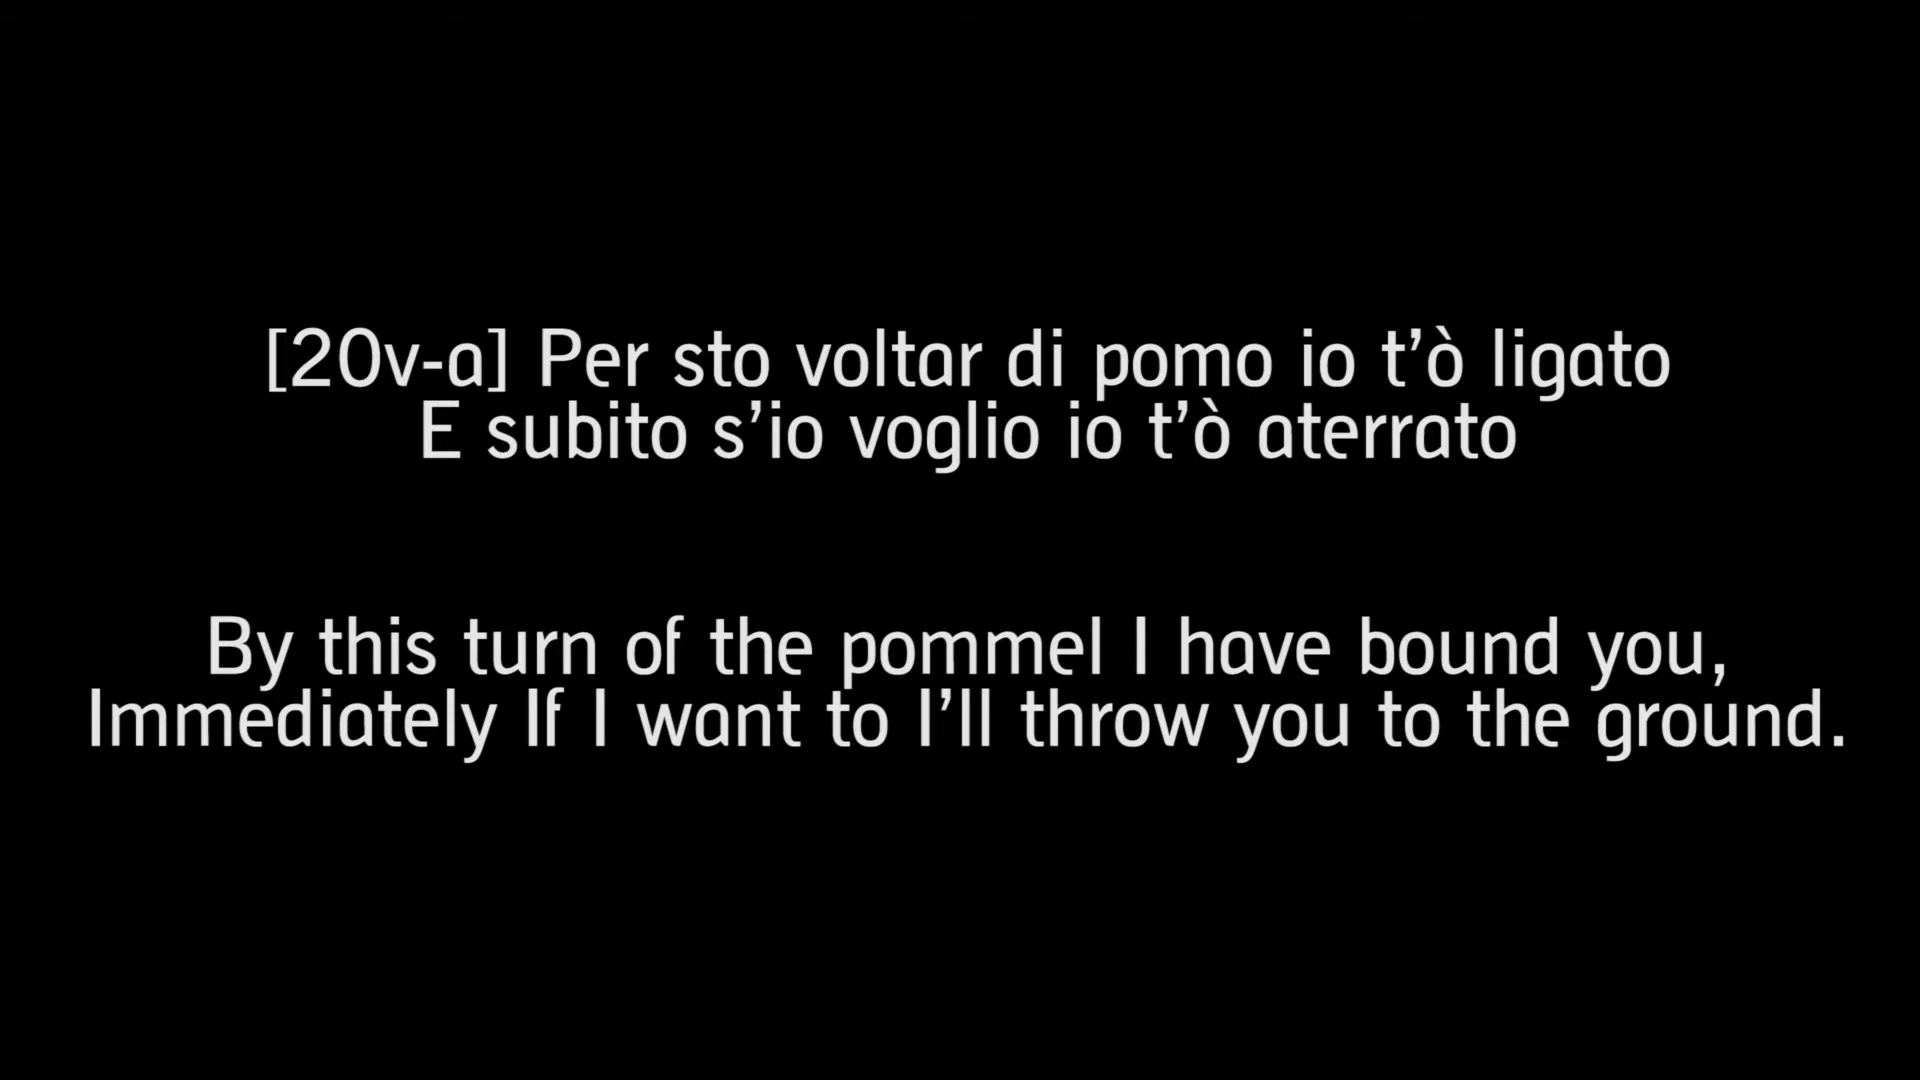 [20v-a] Per sto voltar di pomo io t’ò ligato
E subito s’io voglio io t’ò aterrato
By this turn of the pommel I have bound you,
Immediately If I want to I’ll throw you to the ground.